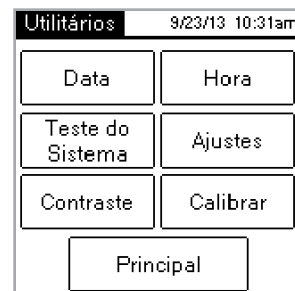 Utilitários 9/23/13 10:31am
Data Hora
Teste do
Sistema
Ajustes
Contraste Calibrar
Principal